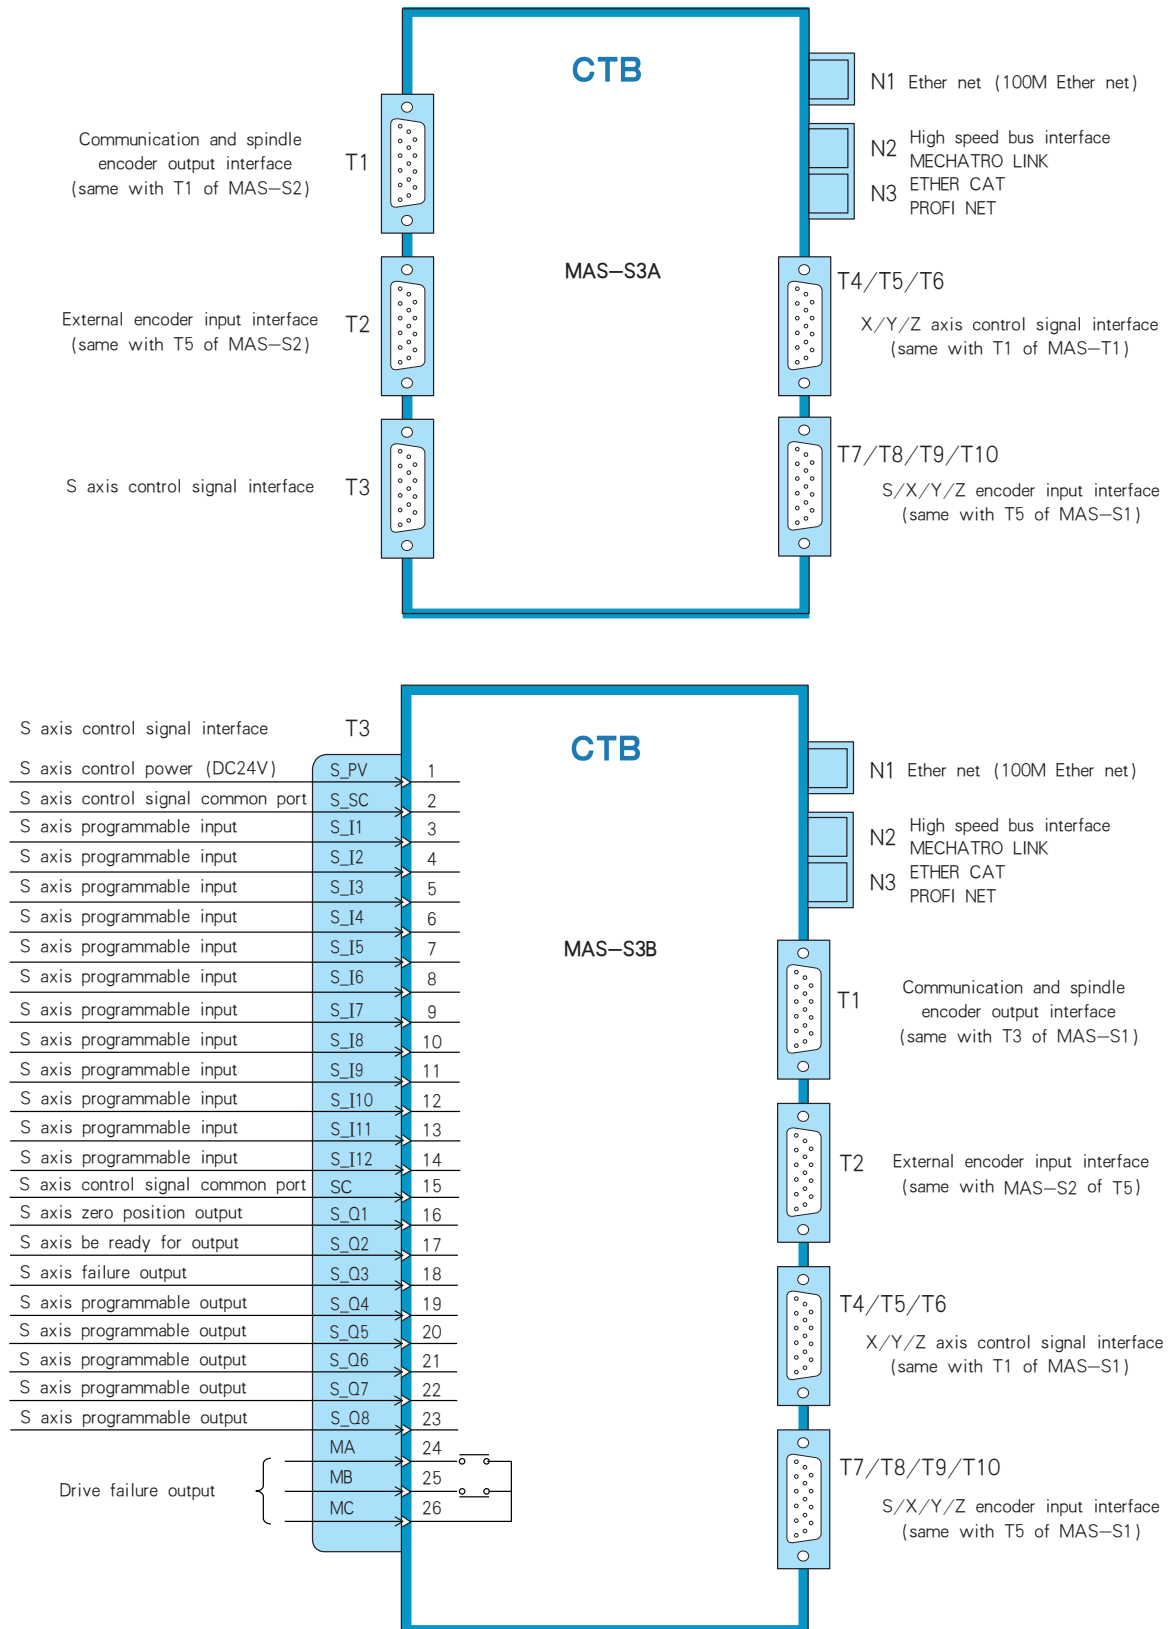 CTB
N1 Ether net (100M Ether net)
Communication and spindle
encoder output interface
(same with T1 of MAS-S2)
T1
N2 High speed bus interface
MECHATRO LINK
N3 ETHER CAT
PROFI NET
MAS-S3A
External encoder input interface
(same with T5 of MAS-S2)
T2
T4/T5/T6
X/Y/Z axis control signal interface
(same with T1 of MAS-T1)
S axis control signal interface T3
T7/T8/T9/T10
S/X/Y/Z encoder input interface
(same with T5 of MAS-S1)
S axis control signal interface T3
CTB
S axis control power (DC24V) S_PV 1
S axis control signal common port S_SC 2
S axis programmable input S_I1 3
S axis programmable input S_I2 4
S axis programmable input S_I3 5
S axis programmable input S_I4 6
S axis programmable input S_I5 7
S axis programmable input S_I6 8
S axis programmable input S_I7 9
S axis programmable input S_I8 10
S axis programmable input S_I9 11
S axis programmable input S_I10 12
S axis programmable input S_I11 13
S axis programmable input S_I12 14
S axis control signal common port SC 15
S axis zero position output S_Q1 16
S axis be ready for output S_Q2 17
S axis failure output S_Q3 18
S axis programmable output S_Q4 19
S axis programmable output S_Q5 20
S axis programmable output S_Q6 21
S axis programmable output S_Q7 22
S axis programmable output S_Q8 23
MA 24
Drive failure output MB 25
MC 26
MAS-S3B
N1 Ether net (100M Ether net)
N2 High speed bus interface
MECHATRO LINK
N3 ETHER CAT
PROFI NET
T1
Communication and spindle
encoder output interface
(same with T3 of MAS-S1)
T2
External encoder input interface
(same with MAS-S2 of T5)
T4/T5/T6
X/Y/Z axis control signal interface
(same with T1 of MAS-S1)
T7/T8/T9/T10
S/X/Y/Z encoder input interface
(same with T5 of MAS-S1)